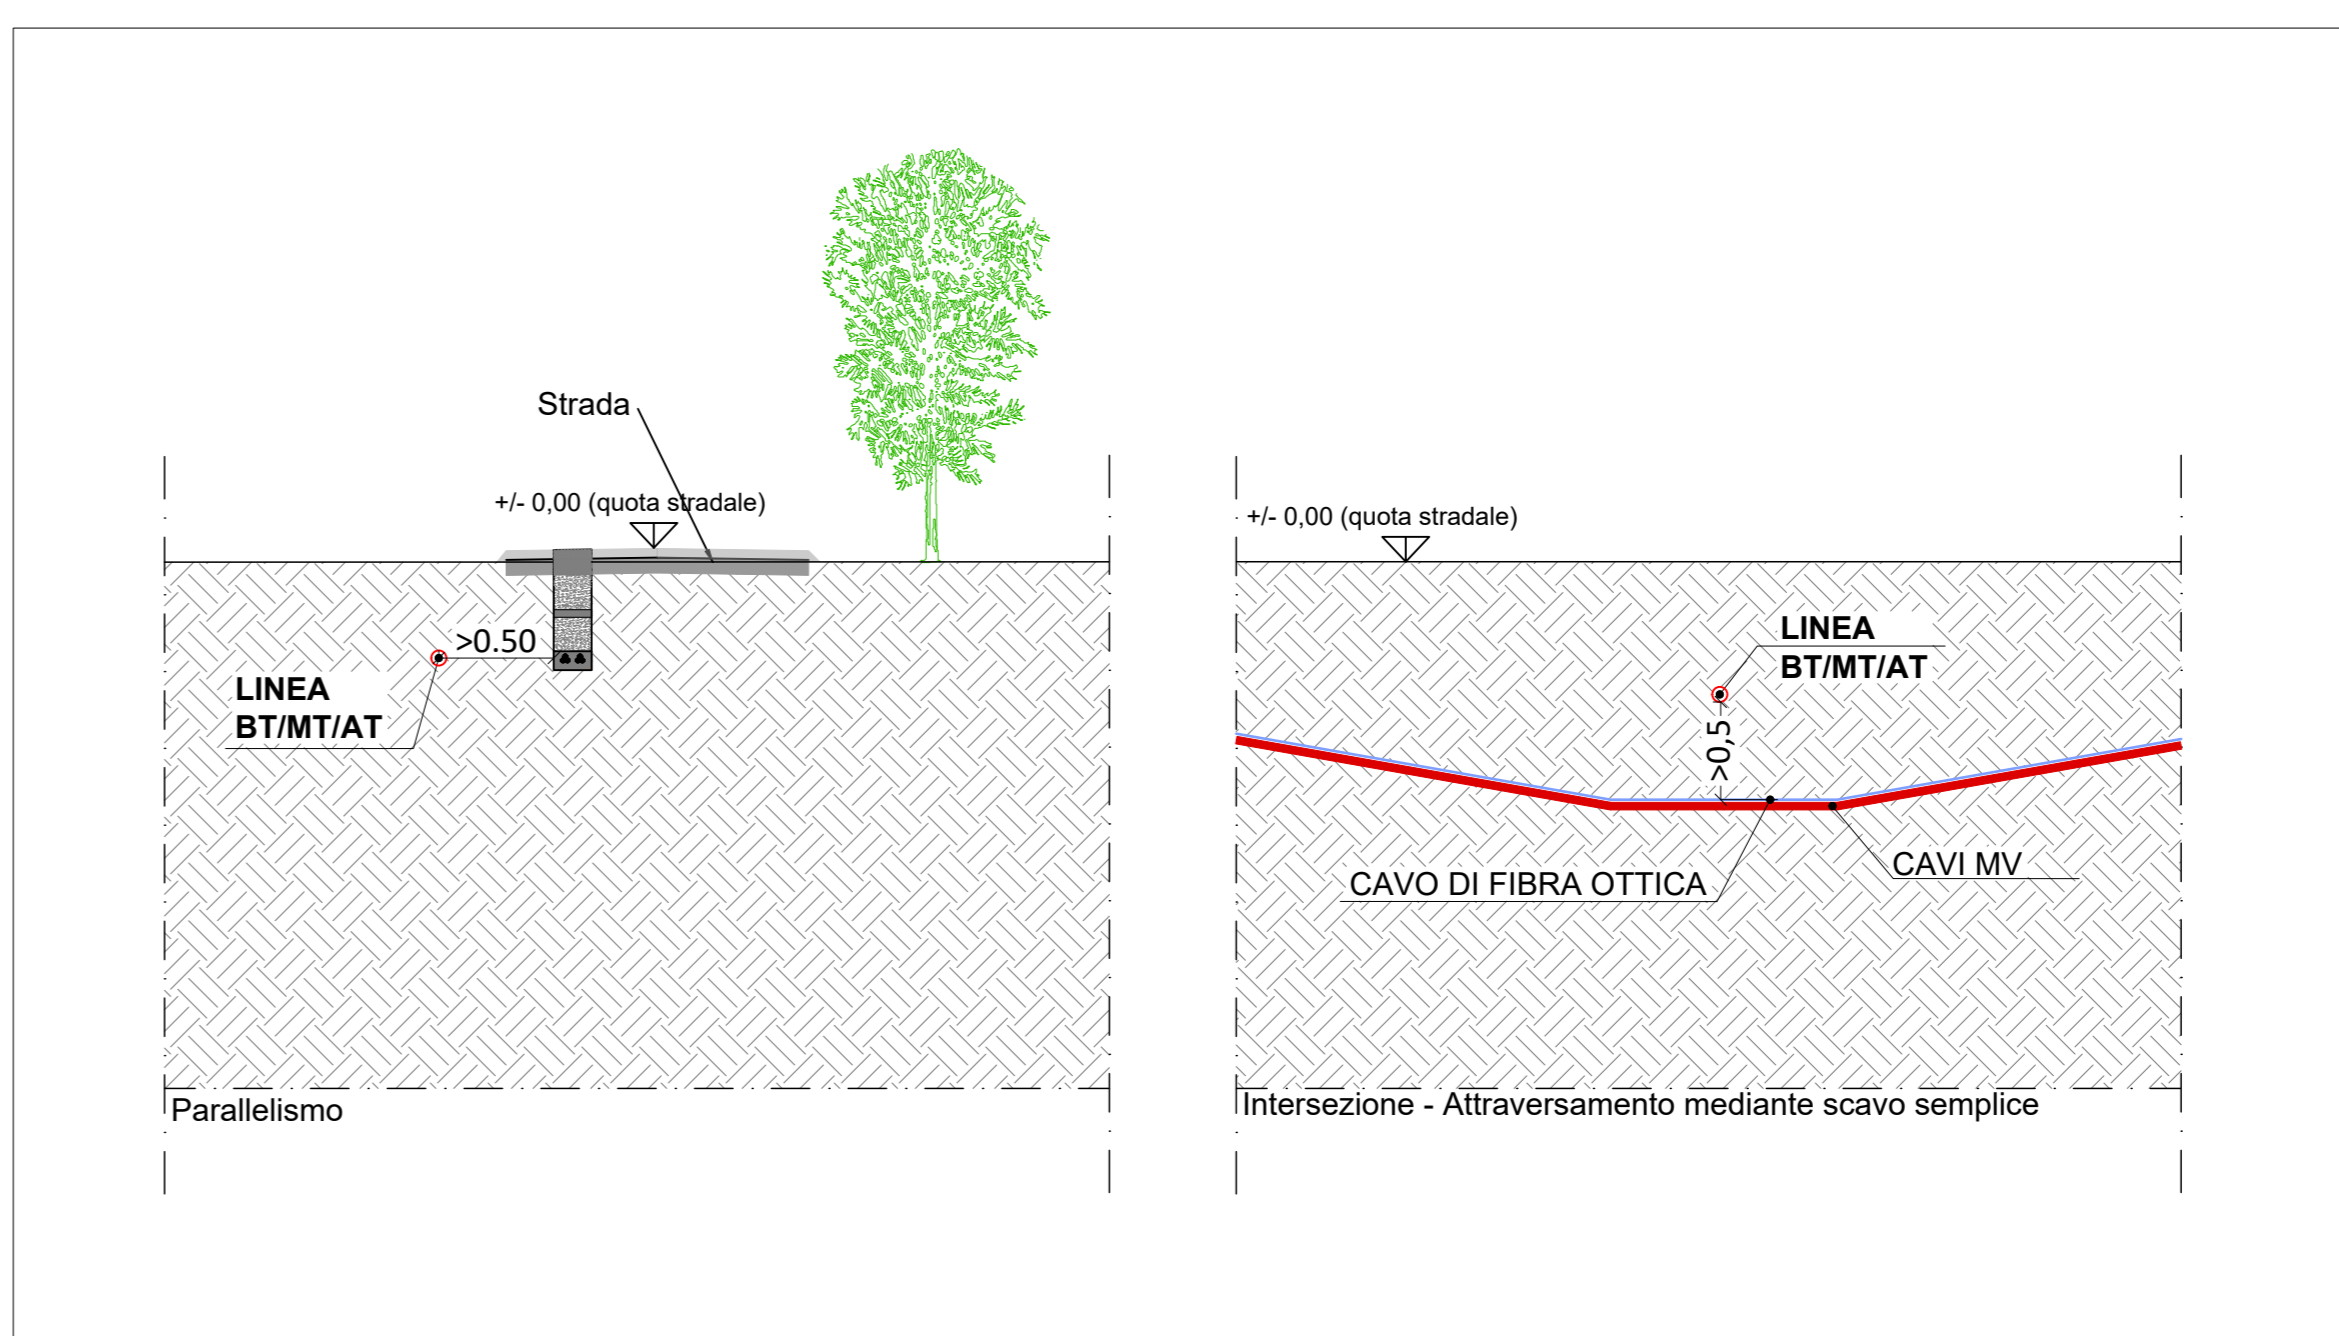 Strada
+/- 0,00 (quota stradale)
>0.50
LINEA
BT/MT/AT
Parallelismo
+/- 0,00 (quota stradale)
LINEA
BT/MT/AT
>0,5
CAVO DI FIBRA OTTICA
CAVI MV
Intersezione - Attraversamento mediante scavo semplice